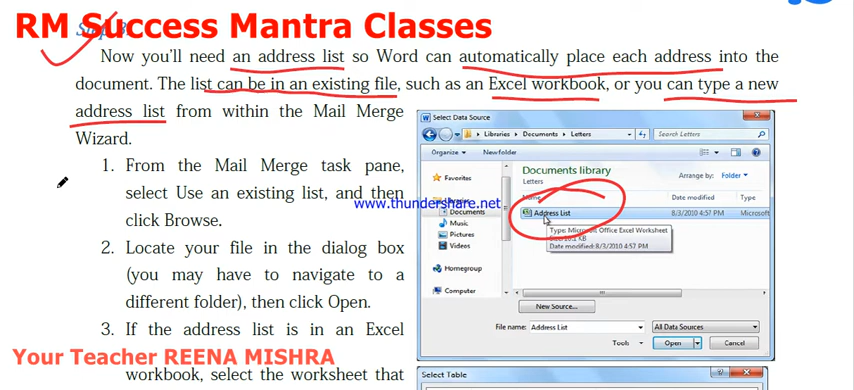 RM Success Mantra Classes
Now you'll need an address list so Word can automatically place each address into the
document. The list can be in an existing file, such as an Excel workbook, or you can type a new
address list from within the Mail Merge
Wizard.
1. From the Mail Merge task pane,
select Use an existing list, and then
click Browse.
2. Locate your file in the dialog box
(you may have to navigate to a
different folder), then click Open.
3. If the address list is in an Excel
workbook, select the worksheet that
Your Teacher REENA MISHRA
www.thundershare.net
Select Data Source
Libraries Documents Letters
Search Letters
Organize New folder
Favorites
Documents
Music
Pictures
Videos
Homegroup
Computer
Documents library
Letters
Arrange by: Folder
Date modified Type
Address List 8/3/2010 4:57 PM Microsoft
Type: Microsoft Office Excel Worksheet
Date modified: 8/3/2010 4:57 PM
New Source...
File name: Address List All Data Sources
Tools Open Cancel
Select Table